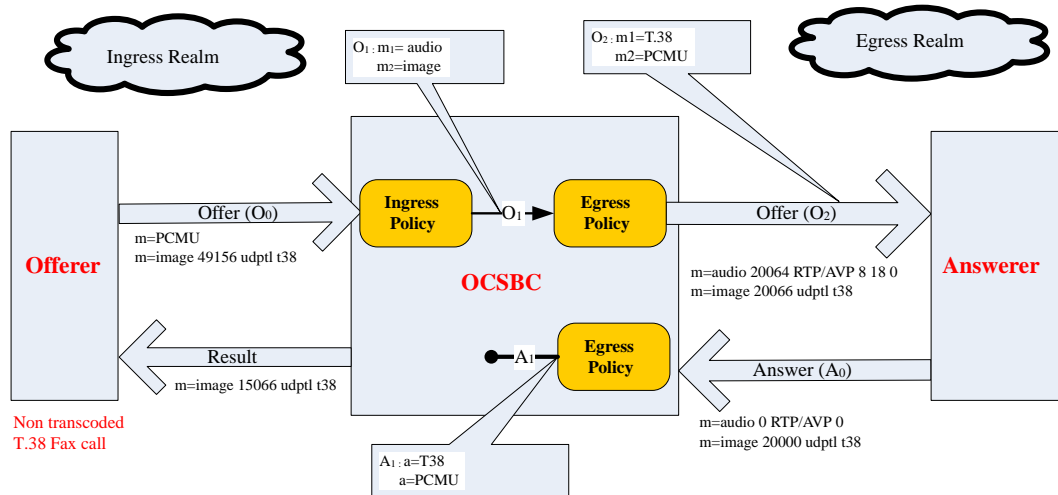 Ingress Realm
O₁ : m₁= audio
m₂=image
O₂ : m1=T.38
m2=PCMU
Egress Realm
Offerer
Offer (O₀)
m=PCMU
m=image 49156 udptl t38
Ingress
Policy
O₁
Egress
Policy
OCSBC
Offer (O₂)
m=audio 20064 RTP/AVP 8 18 0
m=image 20066 udptl t38
Answerer
Result
m=image 15066 udptl t38
A₁
Egress
Policy
Answer (A₀)
m=audio 0 RTP/AVP 0
m=image 20000 udptl t38
Non transcoded
T.38 Fax call
A₁ : a=T38
a=PCMU